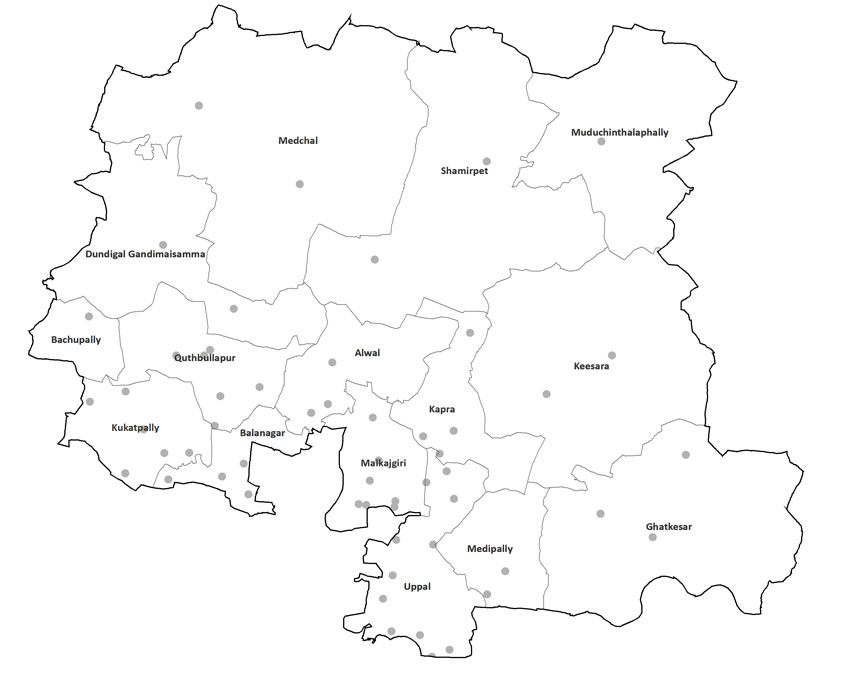 Muduchinthalaphally
Medchal
Shamirpet
Dundigal Gandimaisamma
Bachupally
Quthbullapur
Alwal
Keesara
Kapra
Kukatpally
Balanagar
Malkajgiri
Ghatkesar
Medipally
Uppal